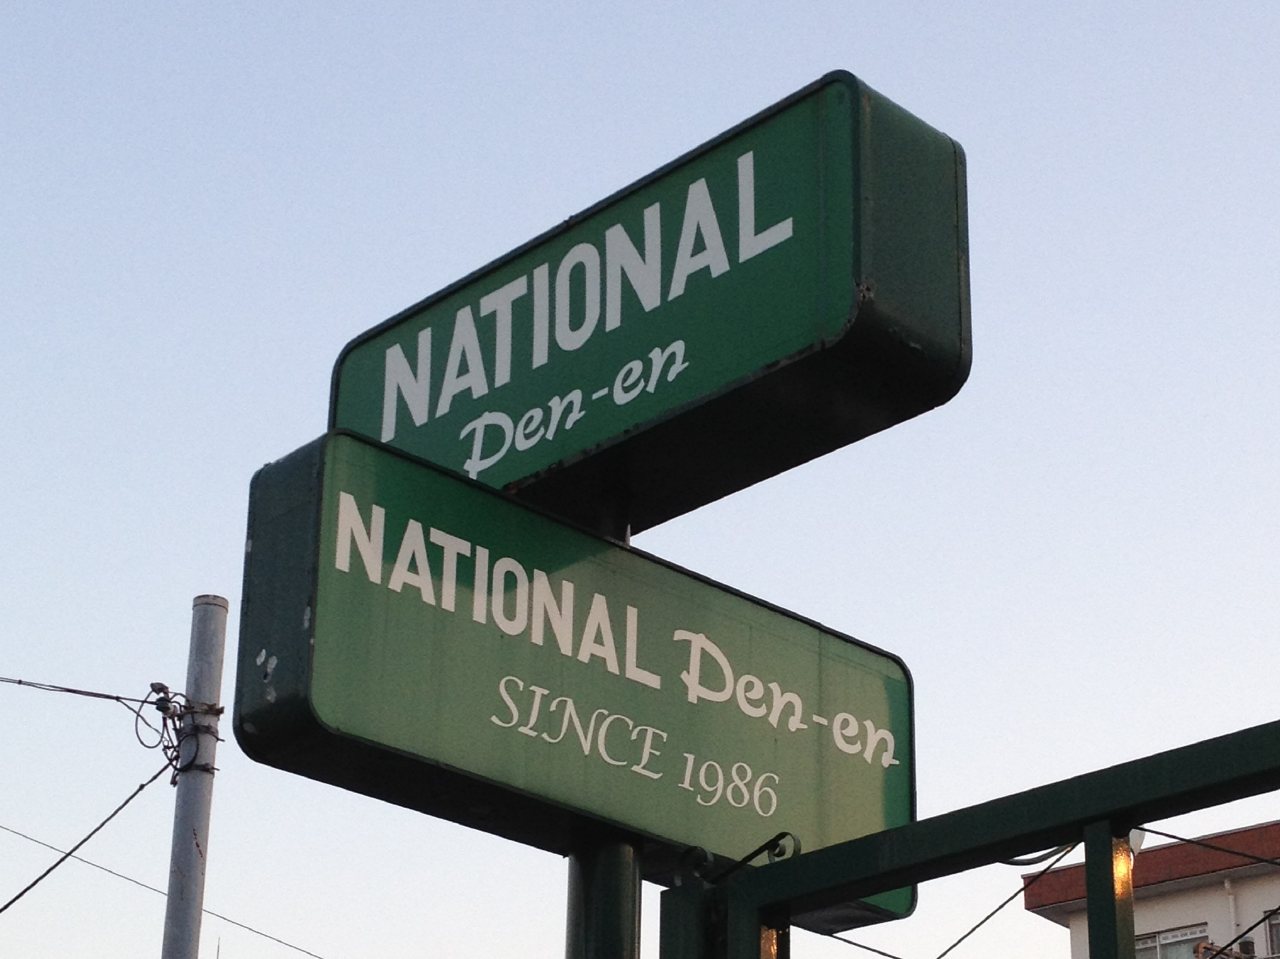 NATIONAL
Den-en
NATIONAL Den-en
SINCE 1986